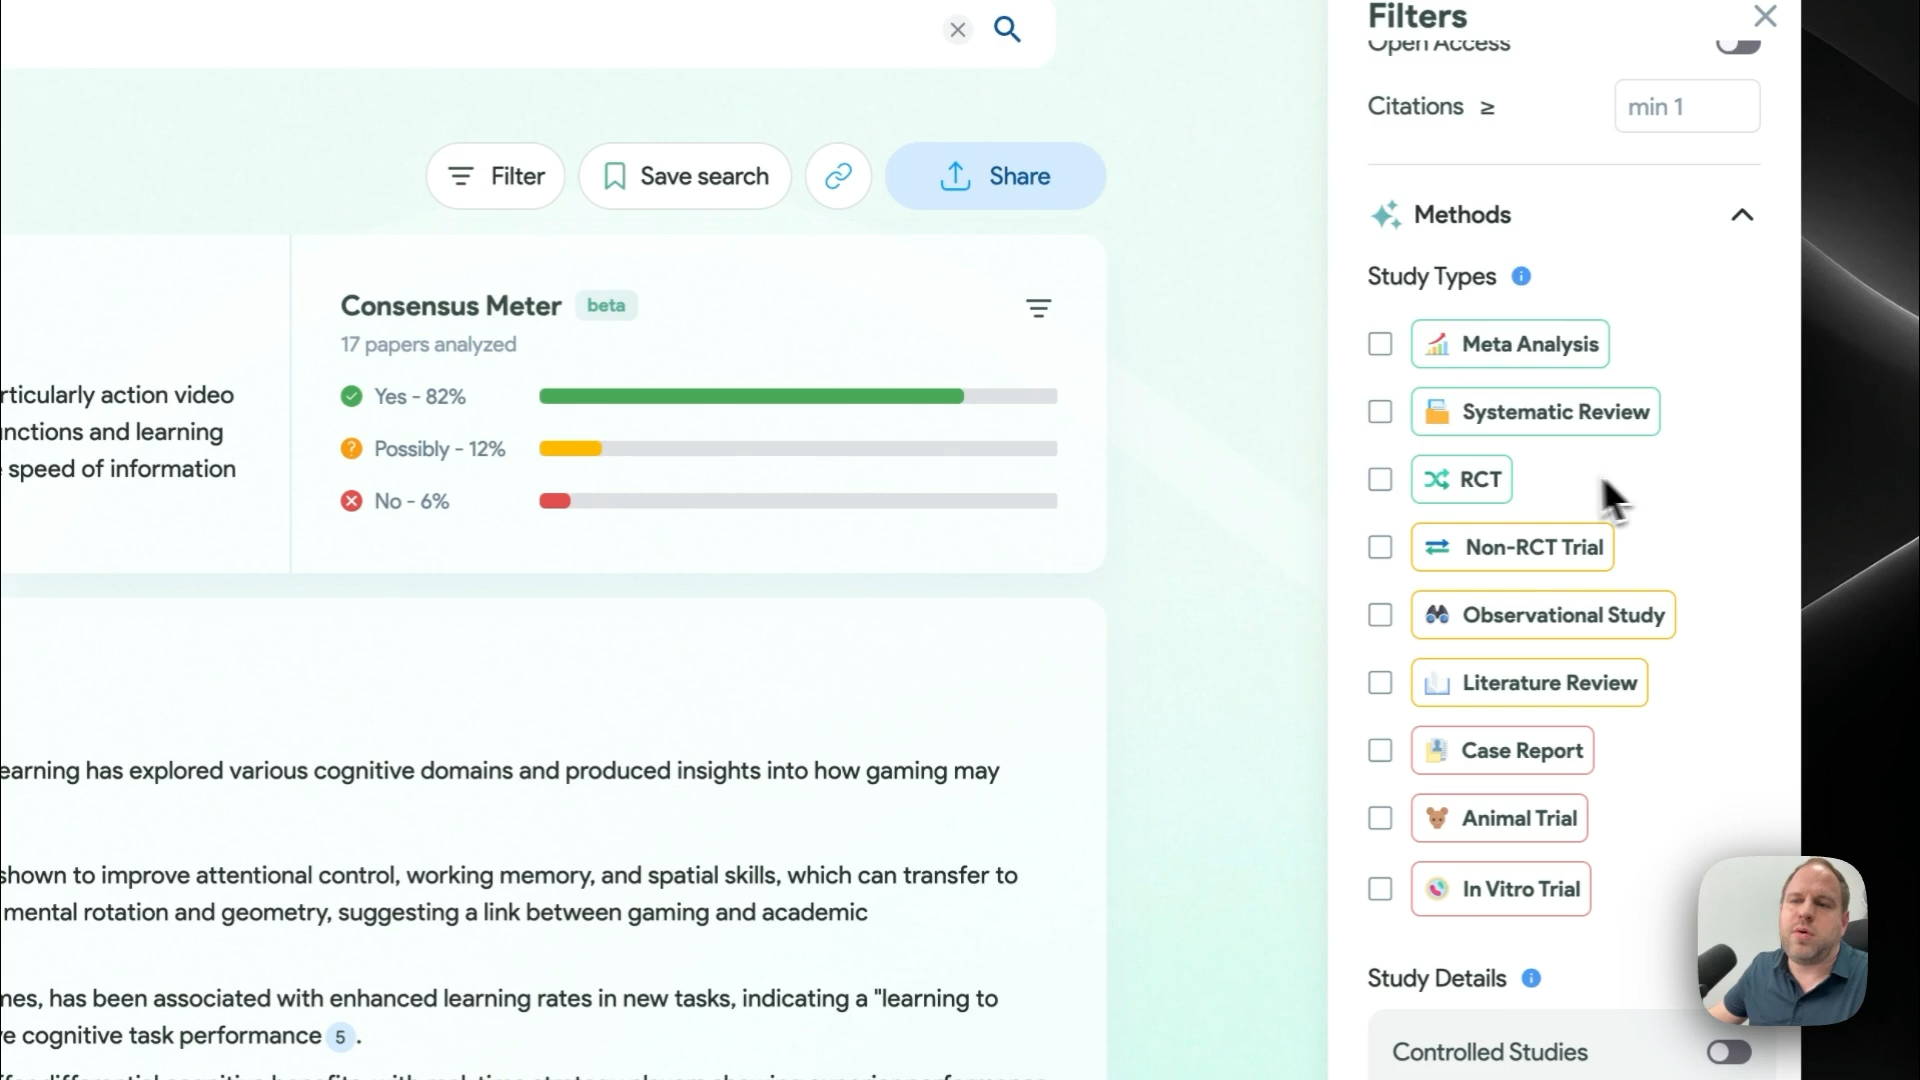 Filter
Save search
Share
Consensus Meter beta
17 papers analyzed
Yes - 82%
Possibly - 12%
No - 6%
rticularly action video
nctions and learning
speed of information
earning has explored various cognitive domains and produced insights into how gaming may
shown to improve attentional control, working memory, and spatial skills, which can transfer to
mental rotation and geometry, suggesting a link between gaming and academic
mes, has been associated with enhanced learning rates in new tasks, indicating a "learning to
e cognitive task performance 5.
Filters
Open Access
Citations ≥ min 1
Methods
Study Types
Meta Analysis
Systematic Review
RCT
Non-RCT Trial
Observational Study
Literature Review
Case Report
Animal Trial
In Vitro Trial
Study Details
Controlled Studies